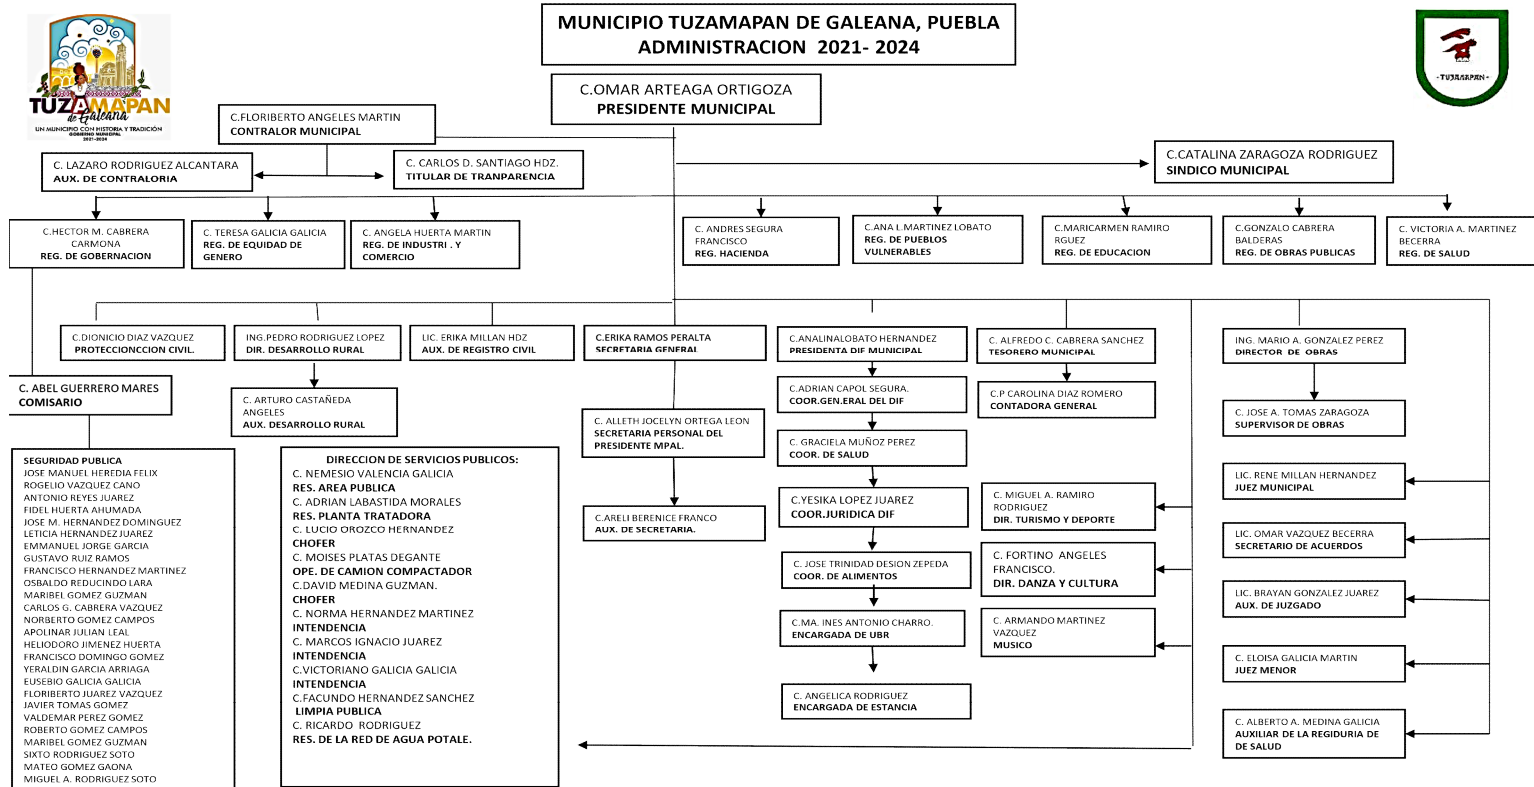 MUNICIPIO TUZAMAPAN DE GALEANA, PUEBLA
ADMINISTRACION 2021- 2024
TUZAMAPAN
de Galeana
UN MUNICIPIO CON HISTORIA Y TRADICIÓN
GOBIERNO MUNICIPAL
2021-2024
- TUZAMAPAN -
C.OMAR ARTEAGA ORTIGOZA
PRESIDENTE MUNICIPAL
C.FLORIBERTO ANGELES MARTIN
CONTRALOR MUNICIPAL
C. LAZARO RODRIGUEZ ALCANTARA
AUX. DE CONTRALORIA
C. CARLOS D. SANTIAGO HDZ.
TITULAR DE TRANPARENCIA
C.CATALINA ZARAGOZA RODRIGUEZ
SINDICO MUNICIPAL
C.HECTOR M. CABRERA
CARMONA
REG. DE GOBERNACION
C. TERESA GALICIA GALICIA
REG. DE EQUIDAD DE
GENERO
C. ANGELA HUERTA MARTIN
REG. DE INDUSTRI . Y
COMERCIO
C. ANDRES SEGURA
FRANCISCO
REG. HACIENDA
C.ANA L.MARTINEZ LOBATO
REG. DE PUEBLOS
VULNERABLES
C.MARICARMEN RAMIRO
RGUEZ
REG. DE EDUCACION
C.GONZALO CABRERA
BALDERAS
REG. DE OBRAS PUBLICAS
C. VICTORIA A. MARTINEZ
BECERRA
REG. DE SALUD
C.DIONICIO DIAZ VAZQUEZ
PROTECCIONCCION CIVIL.
ING.PEDRO RODRIGUEZ LOPEZ
DIR. DESARROLLO RURAL
LIC. ERIKA MILLAN HDZ
AUX. DE REGISTRO CIVIL
C.ERIKA RAMOS PERALTA
SECRETARIA GENERAL
C.ANALINALOBATO HERNANDEZ
PRESIDENTA DIF MUNICIPAL
C. ALFREDO C. CABRERA SANCHEZ
TESORERO MUNICIPAL
ING. MARIO A. GONZALEZ PEREZ
DIRECTOR DE OBRAS
C. ABEL GUERRERO MARES
COMISARIO
C. ARTURO CASTAÑEDA
ANGELES
AUX. DESARROLLO RURAL
C. ALLETH JOCELYN ORTEGA LEON
SECRETARIA PERSONAL DEL
PRESIDENTE MPAL.
C.ARELI BERENICE FRANCO
AUX. DE SECRETARIA.
C.ADRIAN CAPOL SEGURA.
COOR.GEN.ERAL DEL DIF
C. GRACIELA MUÑOZ PEREZ
COOR. DE SALUD
C.YESIKA LOPEZ JUAREZ
COOR.JURIDICA DIF
C. JOSE TRINIDAD DESION ZEPEDA
COOR. DE ALIMENTOS
C.MA. INES ANTONIO CHARRO.
ENCARGADA DE UBR
C. ANGELICA RODRIGUEZ
ENCARGADA DE ESTANCIA
C.P CAROLINA DIAZ ROMERO
CONTADORA GENERAL
C. MIGUEL A. RAMIRO
RODRIGUEZ
DIR. TURISMO Y DEPORTE
C. FORTINO ANGELES
FRANCISCO.
DIR. DANZA Y CULTURA
C. ARMANDO MARTINEZ
VAZQUEZ
MUSICO
C. JOSE A. TOMAS ZARAGOZA
SUPERVISOR DE OBRAS
LIC. RENE MILLAN HERNANDEZ
JUEZ MUNICIPAL
LIC. OMAR VAZQUEZ BECERRA
SECRETARIO DE ACUERDOS
LIC. BRAYAN GONZALEZ JUAREZ
AUX. DE JUZGADO
C. ELOISA GALICIA MARTIN
JUEZ MENOR
C. ALBERTO A. MEDINA GALICIA
AUXILIAR DE LA REGIDURIA DE
DE SALUD
SEGURIDAD PUBLICA
JOSE MANUEL HEREDIA FELIX
ROGELIO VAZQUEZ CANO
ANTONIO REYES JUAREZ
FIDEL HUERTA AHUMADA
JOSE M. HERNANDEZ DOMINGUEZ
LETICIA HERNANDEZ JUAREZ
EMMANUEL JORGE GARCIA
GUSTAVO RUIZ RAMOS
FRANCISCO HERNANDEZ MARTINEZ
OSBALDO REDUCINDO LARA
MARIBEL GOMEZ GUZMAN
CARLOS G. CABRERA VAZQUEZ
NORBERTO GOMEZ CAMPOS
APOLINAR JULIAN LEAL
HELIODORO JIMENEZ HUERTA
FRANCISCO DOMINGO GOMEZ
YERALDIN GARCIA ARRIAGA
EUSEBIO GALICIA GALICIA
FLORIBERTO JUAREZ VAZQUEZ
JAVIER TOMAS GOMEZ
VALDEMAR PEREZ GOMEZ
ROBERTO GOMEZ CAMPOS
MARIBEL GOMEZ GUZMAN
SIXTO RODRIGUEZ SOTO
MATEO GOMEZ GAONA
MIGUEL A. RODRIGUEZ SOTO
DIRECCION DE SERVICIOS PUBLICOS:
C. NEMESIO VALENCIA GALICIA
RES. AREA PUBLICA
C. ADRIAN LABASTIDA MORALES
RES. PLANTA TRATADORA
C. LUCIO OROZCO HERNANDEZ
CHOFER
C. MOISES PLATAS DEGANTE
OPE. DE CAMION COMPACTADOR
C.DAVID MEDINA GUZMAN.
CHOFER
C. NORMA HERNANDEZ MARTINEZ
INTENDENCIA
C. MARCOS IGNACIO JUAREZ
INTENDENCIA
C.VICTORIANO GALICIA GALICIA
INTENDENCIA
C.FACUNDO HERNANDEZ SANCHEZ
LIMPIA PUBLICA
C. RICARDO RODRIGUEZ
RES. DE LA RED DE AGUA POTALE.